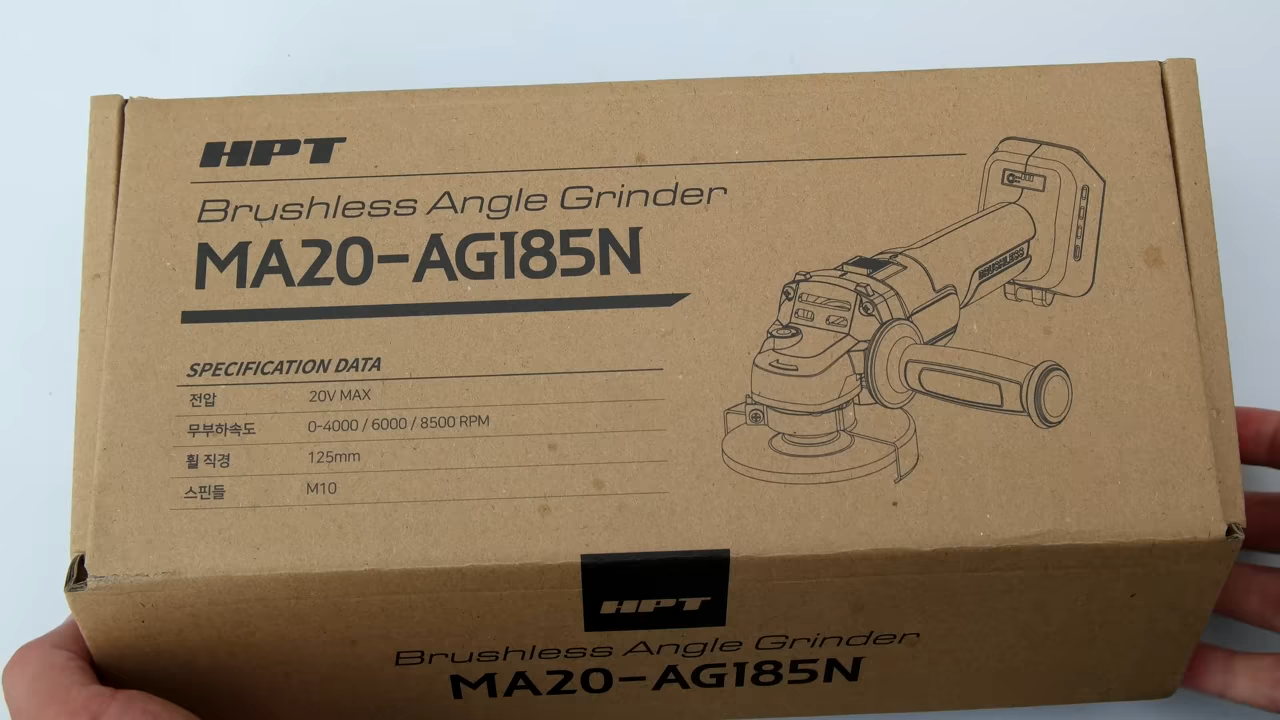 HPT
Brushless Angle Grinder
MA20-AG185N
SPECIFICATION DATA
전압 20V MAX
무부하속도 0-4000 / 6000 / 8500 RPM
휠 직경 125mm
스핀들 M10
BRUSHLESS
HPT
Brushless Angle Grinder
MA20-AG185N